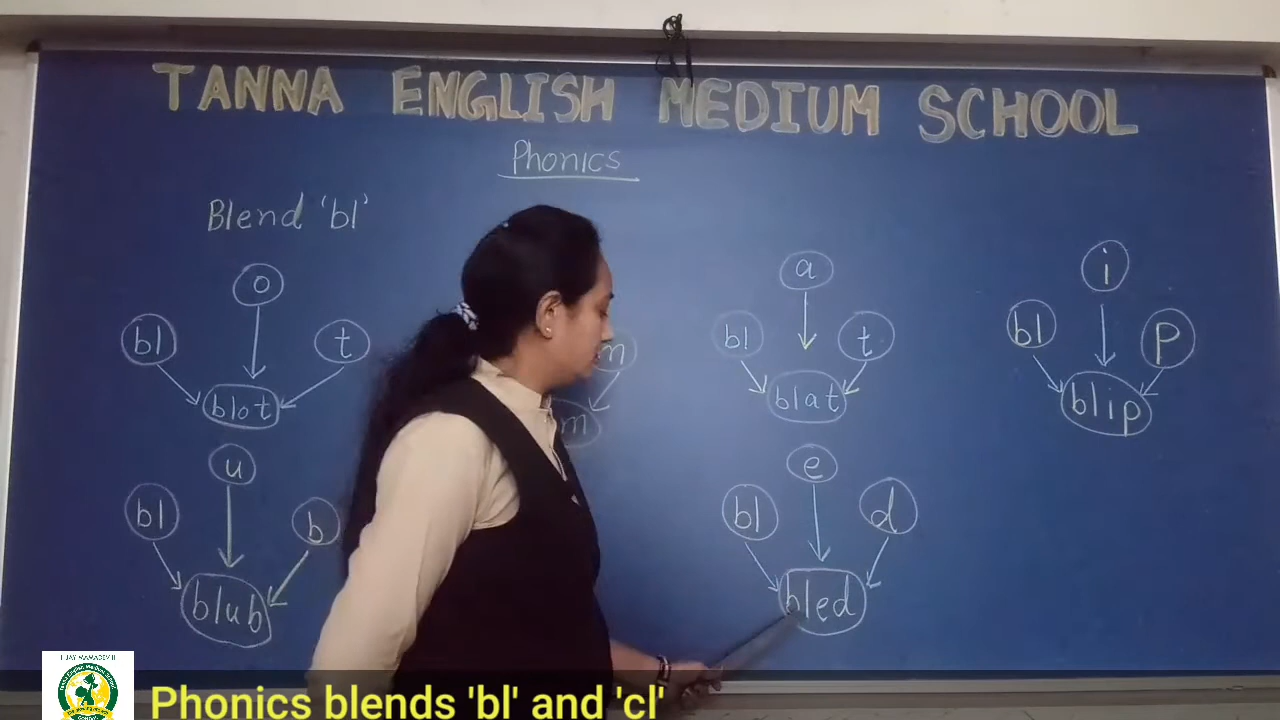 TANNA ENGLISH MEDIUM SCHOOL
Phonics
Blend 'bl'
o
bl
t
blot
m
m
a
bl
t
blat
i
bl
p
blip
u
bl
b
blub
e
bl
d
bled
Phonics blends 'bl' and 'cl'